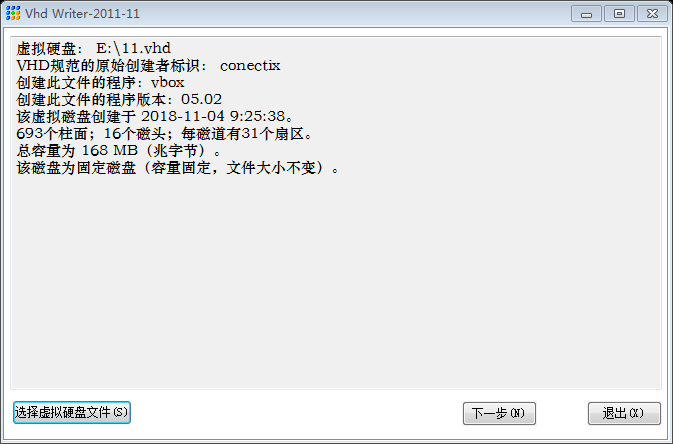 Vhd Writer-2011-11
虚拟硬盘： E:\11.vhd
VHD规范的原始创建者标识： conectix
创建此文件的程序：vbox
创建此文件的程序版本：05.02
该虚拟磁盘创建于 2018-11-04 9:25:38。
693个柱面；16个磁头；每磁道有31个扇区。
总容量为 168 MB（兆字节）。
该磁盘为固定磁盘（容量固定，文件大小不变）。
选择虚拟硬盘文件(S) 下一步(N) 退出(X)